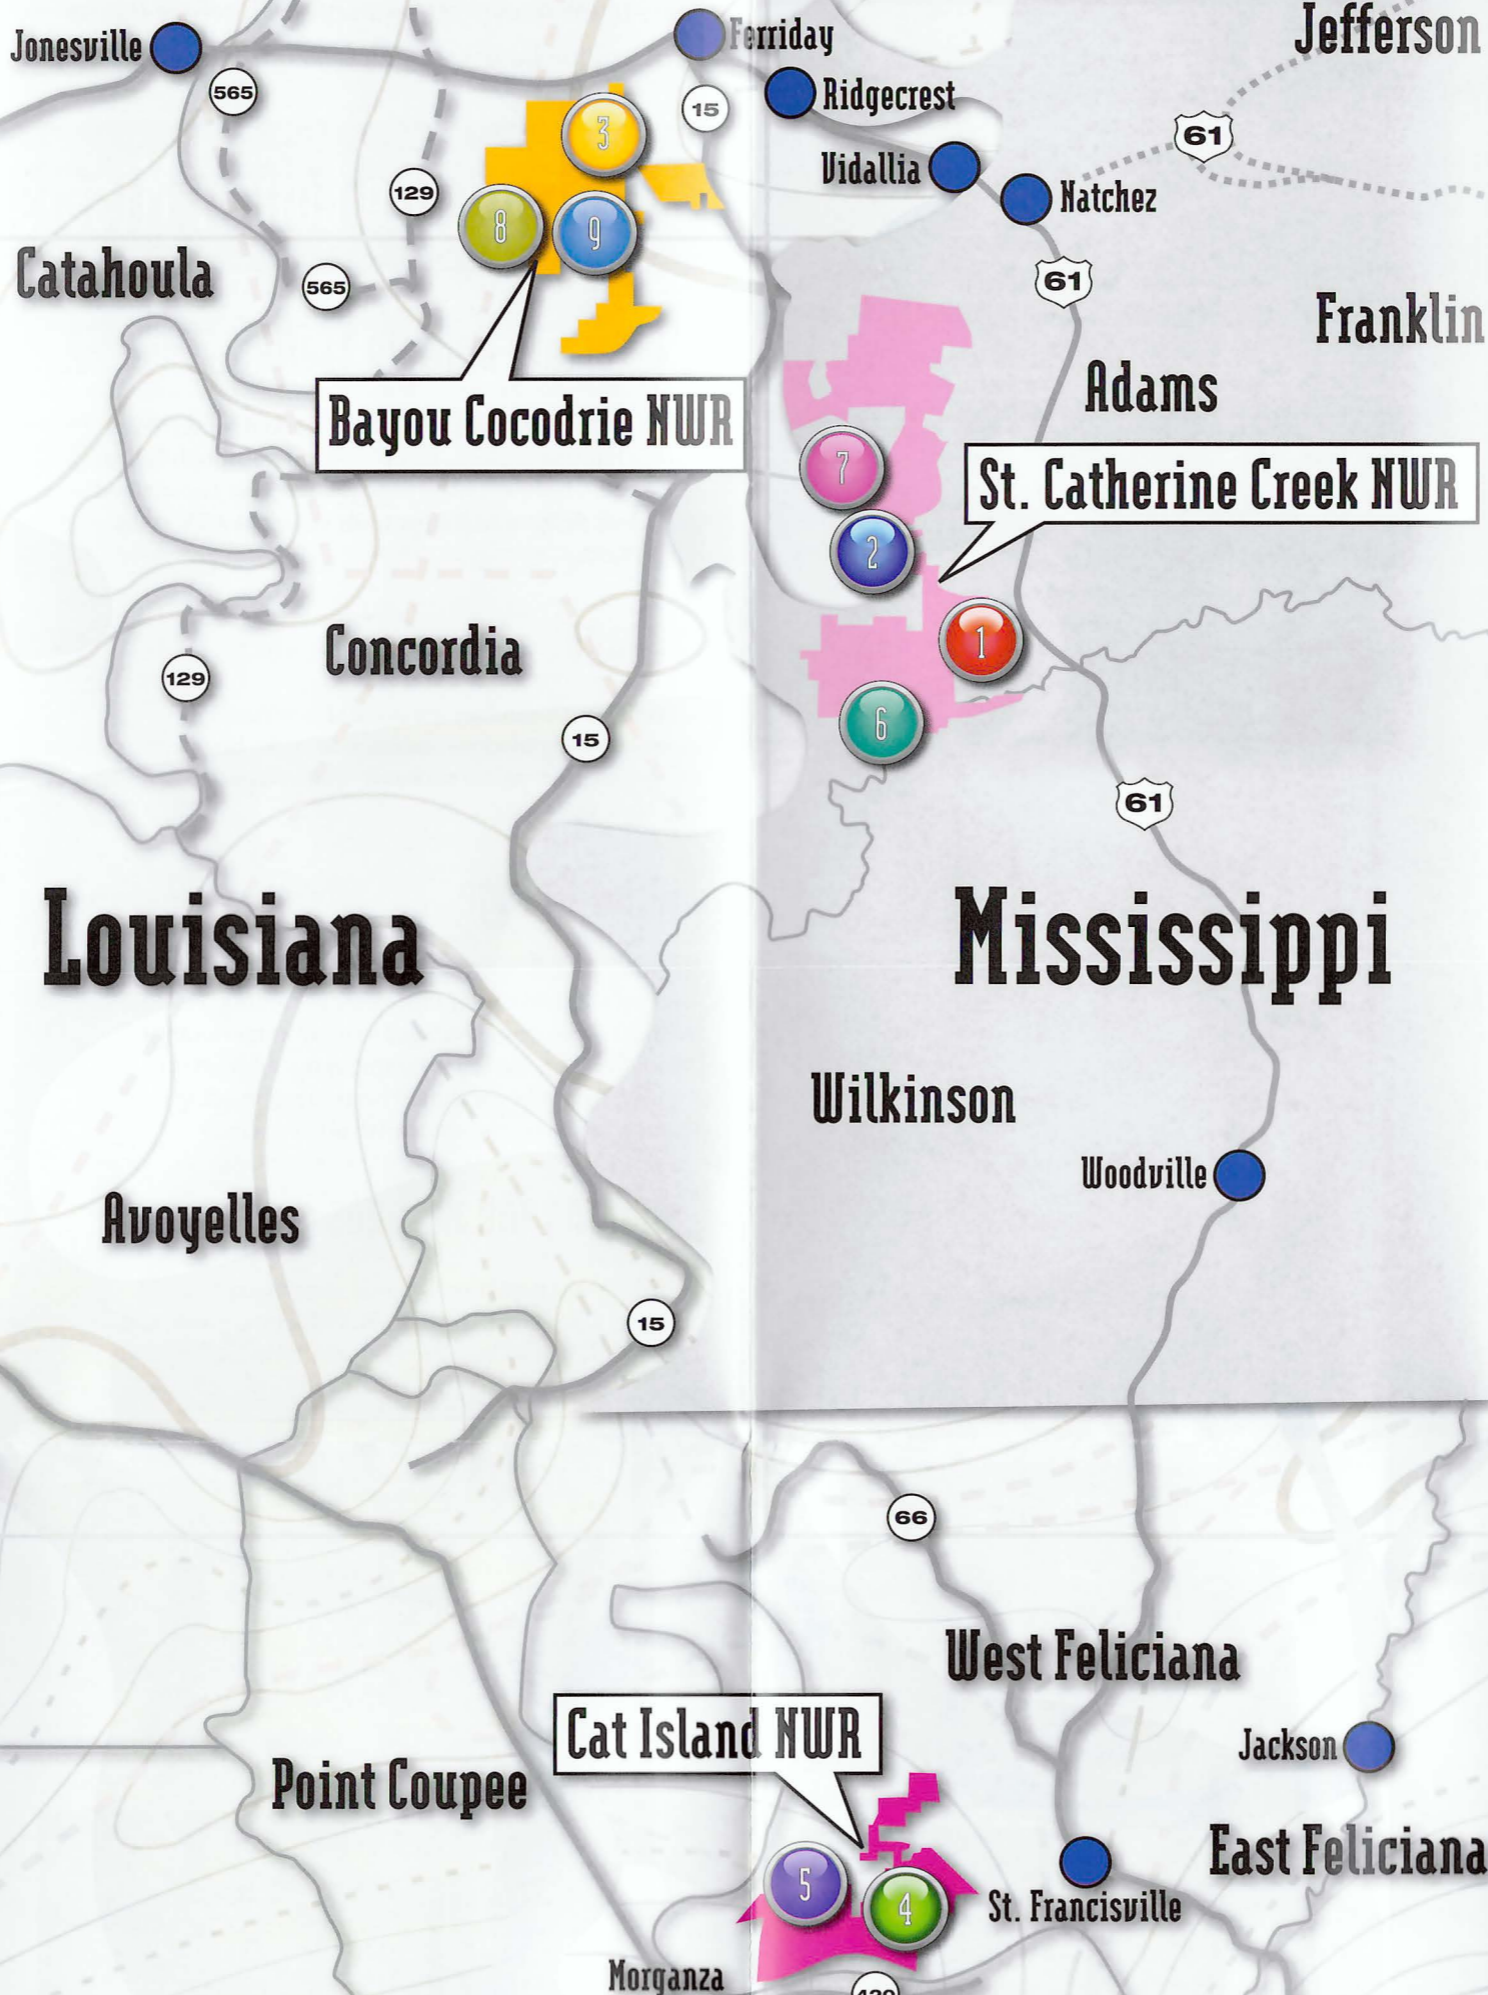 Jefferson
Jonesville
Ferriday
565
15
Ridgecrest
61
3
Vidallia
129
Natchez
8
9
Catahoula
565
61
Franklin
Adams
Bayou Cocodrie NWR
7
St. Catherine Creek NWR
2
Concordia
1
129
6
15
61
Louisiana
Mississippi
Wilkinson
Woodville
Avoyelles
15
66
West Feliciana
Cat Island NWR
Jackson
Point Coupee
East Feliciana
5
4
St. Francisville
Morganza